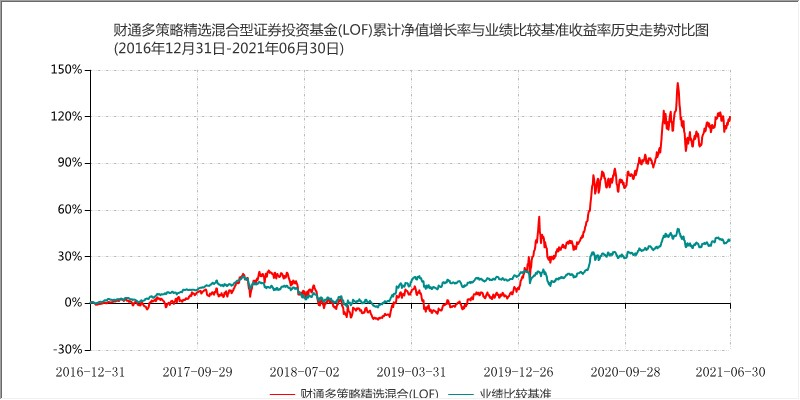 财通多策略精选混合型证券投资基金(LOF)累计净值增长率与业绩比较基准收益率历史走势对比图
(2016年12月31日-2021年06月30日)
150%
120%
90%
60%
30%
0%
-30%
2016-12-31 2017-09-29 2018-07-02 2019-03-31 2019-12-26 2020-09-28 2021-06-30
财通多策略精选混合(LOF) 业绩比较基准